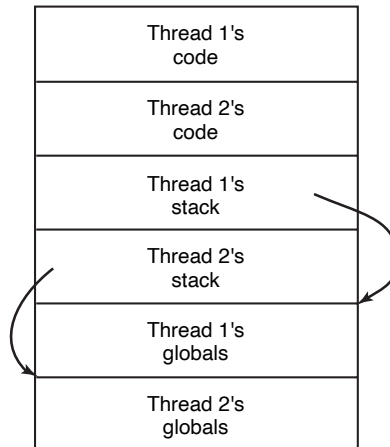 Thread 1's
code
Thread 2's
code
Thread 1's
stack
Thread 2's
stack
Thread 1's
globals
Thread 2's
globals